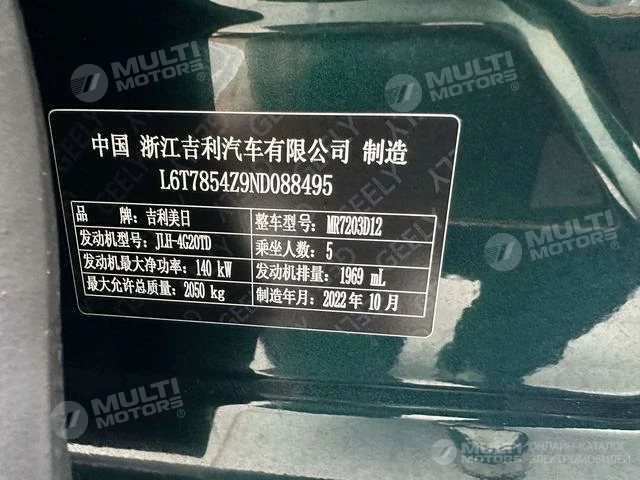 MULTI MOTORS®
MULTI MOTORS®
中国 浙江吉利汽车有限公司 制造
L6T7854Z9ND088495
品 牌: 吉利美日 整车型号: MR7203D12
发动机型号: JLH-4G20TD 乘坐人数: 5
发动机最大净功率: 140 kW 发动机排量: 1969 mL
最大允许总质量: 2050 kg 制造年月: 2022 年 10 月
GEELY
MULTI MOTORS®
MULTI MOTORS
ОНЛАЙН-КАТАЛОГ
ЭЛЕКТРОМОБИЛЕЙ